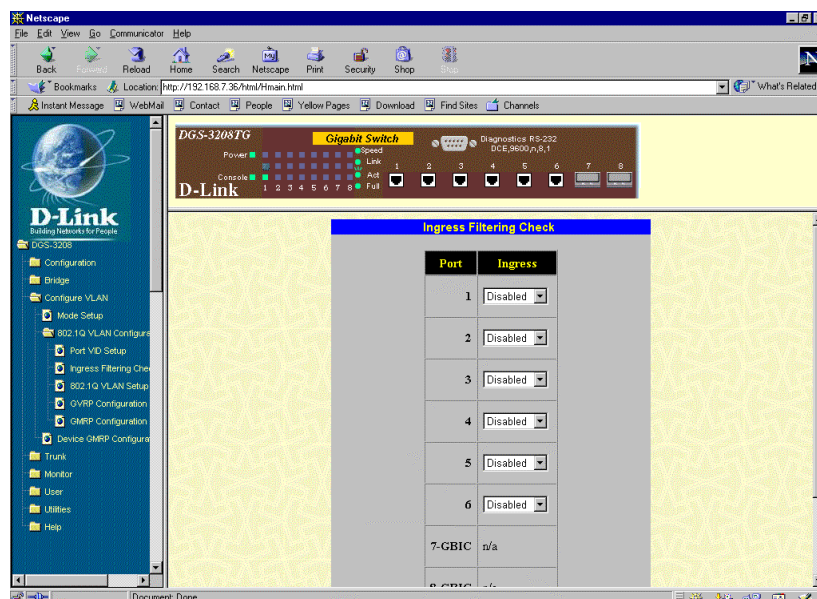 Netscape
File Edit View Go Communicator Help
Back Forward Reload Home Search Netscape Print Security Shop Stop
Bookmarks Location: http://192.168.7.36/html/Hmain.html What's Related
Instant Message WebMail Contact People Yellow Pages Download Find Sites Channels
DGS-3208TG
Gigabit Switch
Diagnostics RS-232
DCE,9600,n,8,1
Power
Speed
Link
Console
Act
Full
D-Link
1 2 3 4 5 6 7 8
1 2 3 4 5 6 7 8
D-Link
Building Networks for People
DGS-3208
Configuration
Bridge
Configure VLAN
Mode Setup
802.1Q VLAN Configura
Port VID Setup
Ingress Filtering Che
802.1Q VLAN Setup
GVRP Configuration
GMRP Configuration
Device GMRP Configurat
Trunk
Monitor
User
Utilities
Help
Ingress Filtering Check
Port Ingress
1 Disabled
2 Disabled
3 Disabled
4 Disabled
5 Disabled
6 Disabled
7-GBIC n/a
8-GBIC n/a
Document: Done